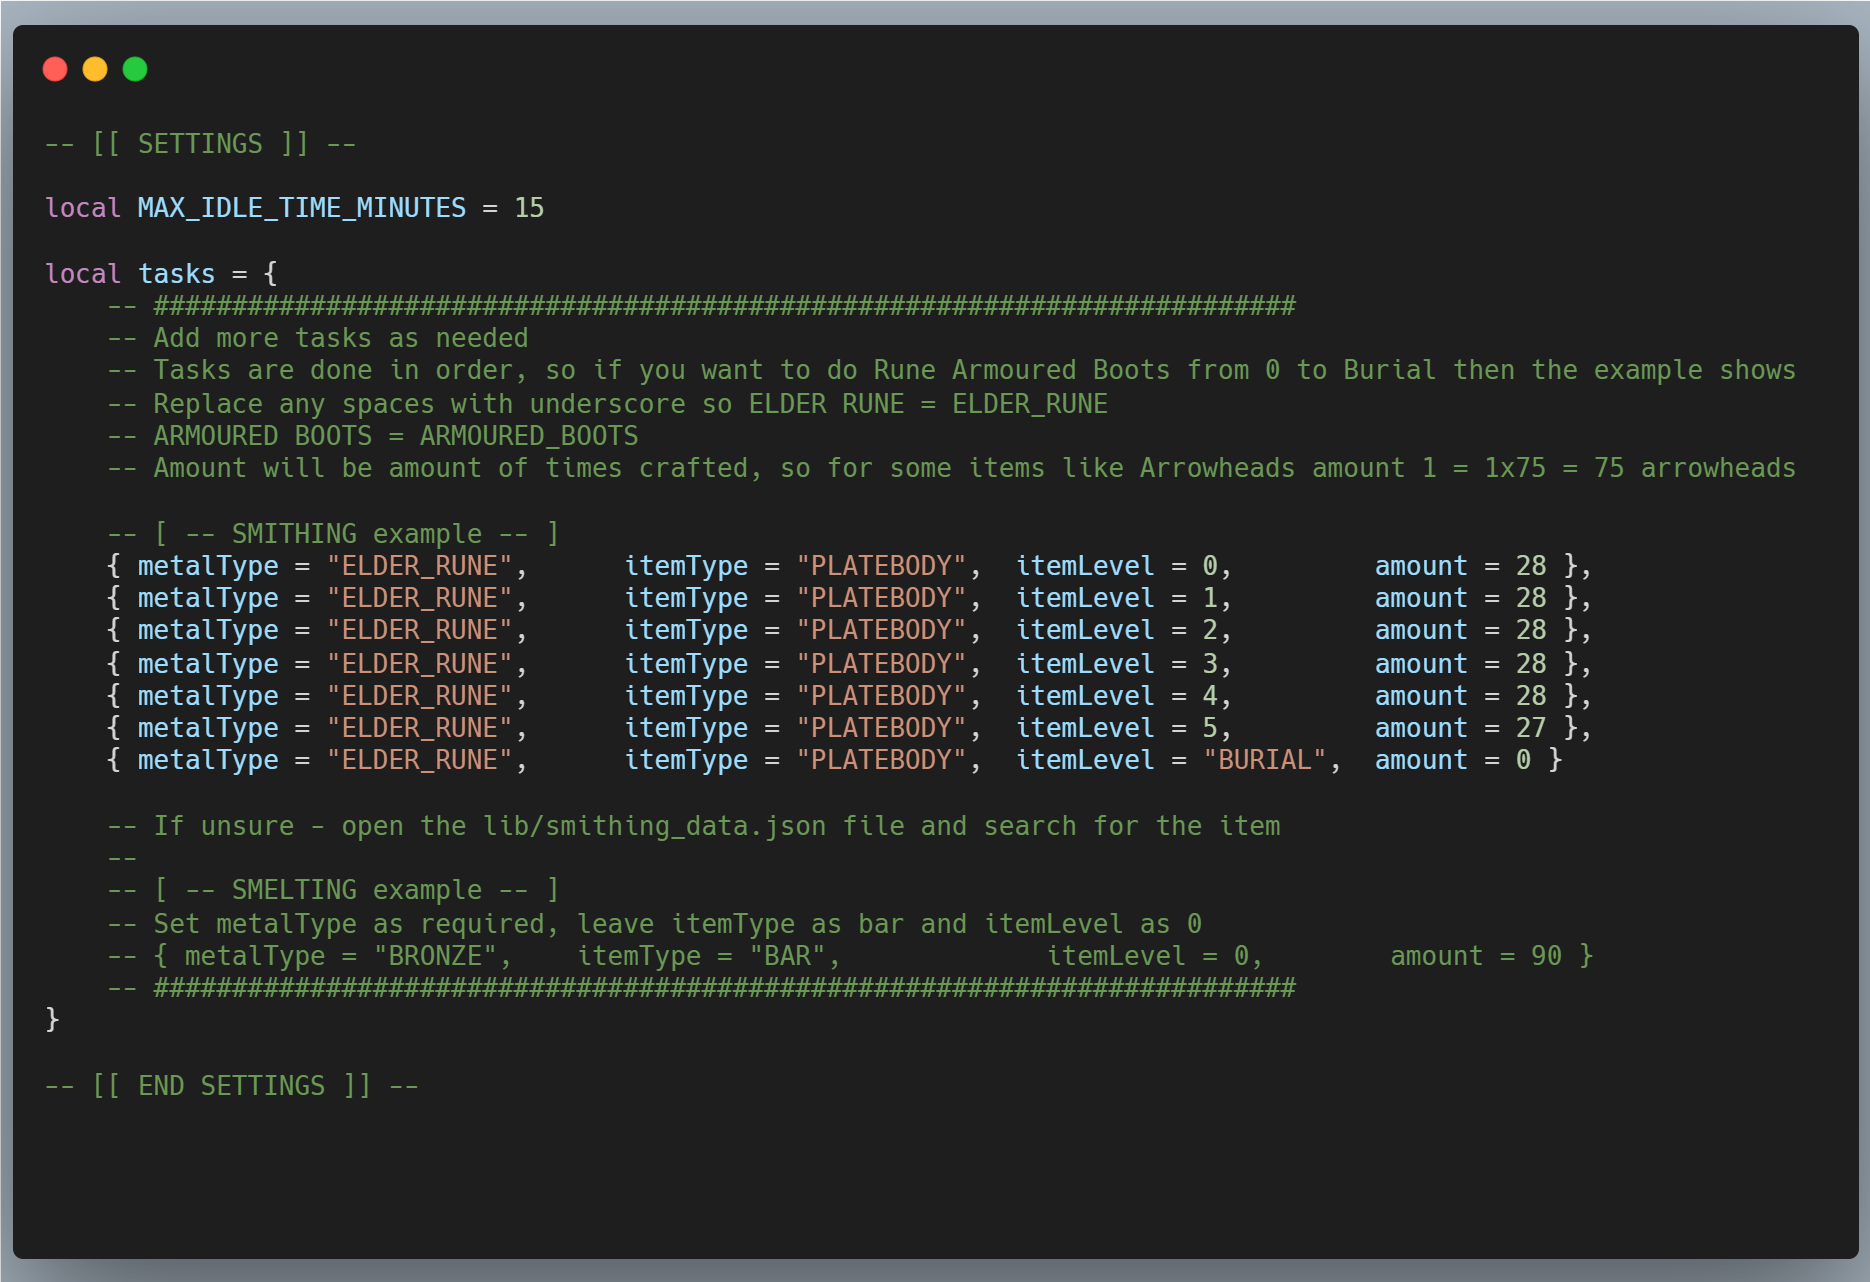 -- [[ SETTINGS ]] --

local MAX_IDLE_TIME_MINUTES = 15

local tasks = {
    -- #########################################################################
    -- Add more tasks as needed
    -- Tasks are done in order, so if you want to do Rune Armoured Boots from 0 to Burial then the example shows
    -- Replace any spaces with underscore so ELDER RUNE = ELDER_RUNE
    -- ARMOURED BOOTS = ARMOURED_BOOTS
    -- Amount will be amount of times crafted, so for some items like Arrowheads amount 1 = 1x75 = 75 arrowheads

    -- [ -- SMITHING example -- ]
    { metalType = "ELDER_RUNE",      itemType = "PLATEBODY",  itemLevel = 0,         amount = 28 },
    { metalType = "ELDER_RUNE",      itemType = "PLATEBODY",  itemLevel = 1,         amount = 28 },
    { metalType = "ELDER_RUNE",      itemType = "PLATEBODY",  itemLevel = 2,         amount = 28 },
    { metalType = "ELDER_RUNE",      itemType = "PLATEBODY",  itemLevel = 3,         amount = 28 },
    { metalType = "ELDER_RUNE",      itemType = "PLATEBODY",  itemLevel = 4,         amount = 28 },
    { metalType = "ELDER_RUNE",      itemType = "PLATEBODY",  itemLevel = 5,         amount = 27 },
    { metalType = "ELDER_RUNE",      itemType = "PLATEBODY",  itemLevel = "BURIAL",  amount = 0 }

    -- If unsure - open the lib/smithing_data.json file and search for the item
    --
    -- [ -- SMELTING example -- ]
    -- Set metalType as required, leave itemType as bar and itemLevel as 0
    -- { metalType = "BRONZE",    itemType = "BAR",             itemLevel = 0,        amount = 90 }
    -- #########################################################################
}

-- [[ END SETTINGS ]] --